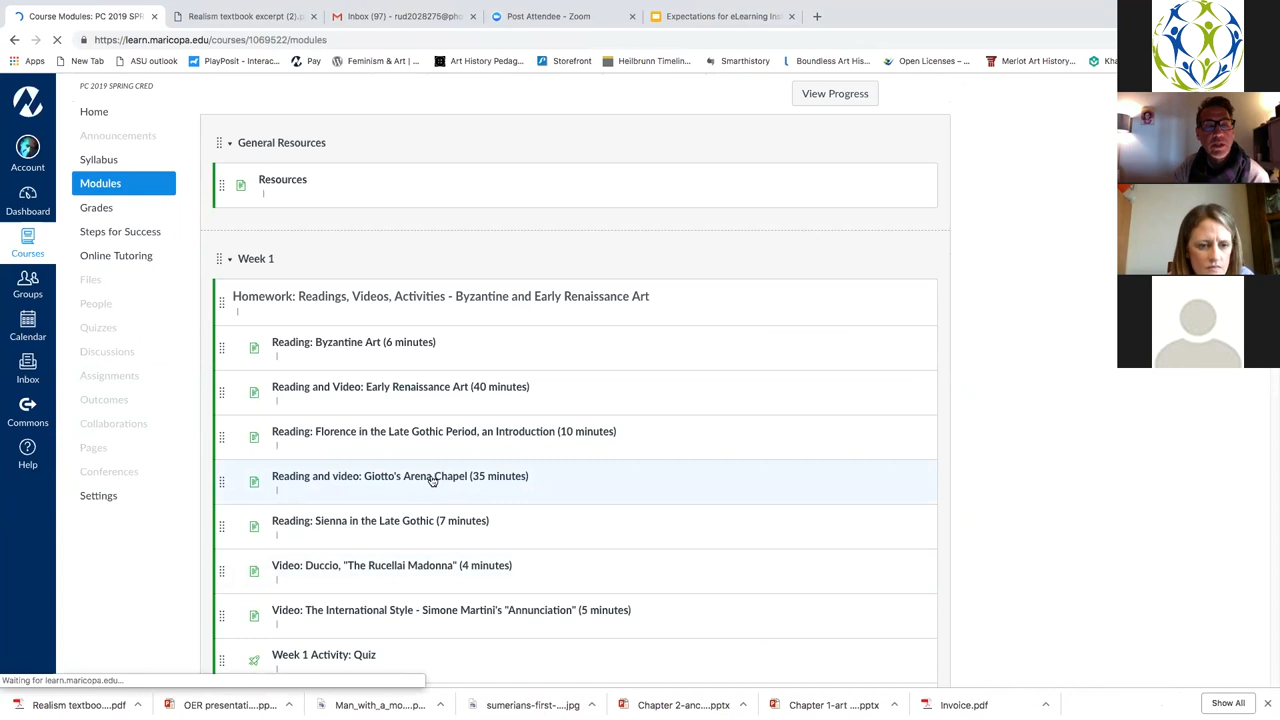 Course Modules: PC 2019 SPR
Realism textbook excerpt (2).p
Inbox (97) - rud2028275@pho
Post Attendee - Zoom
Expectations for eLearning Ins
https://learn.maricopa.edu/courses/1069522/modules
Apps
New Tab
ASU outlook
PlayPosit - Interac...
Pay
Feminism & Art | ...
Art History Pedag...
Storefront
Heilbrunn Timelin...
Smarthistory
Boundless Art His...
Open Licenses – ...
Merlot Art History...
Kha
PC 2019 SPRING CRED
View Progress
Account
Dashboard
Courses
Groups
Calendar
Inbox
Commons
Help
Home
Announcements
Syllabus
Modules
Grades
Steps for Success
Online Tutoring
Files
People
Quizzes
Discussions
Assignments
Outcomes
Collaborations
Pages
Conferences
Settings
General Resources
Resources
Week 1
Homework: Readings, Videos, Activities - Byzantine and Early Renaissance Art
Reading: Byzantine Art (6 minutes)
Reading and Video: Early Renaissance Art (40 minutes)
Reading: Florence in the Late Gothic Period, an Introduction (10 minutes)
Reading and video: Giotto's Arena Chapel (35 minutes)
Reading: Sienna in the Late Gothic (7 minutes)
Video: Duccio, "The Rucellai Madonna" (4 minutes)
Video: The International Style - Simone Martini's "Annunciation" (5 minutes)
Week 1 Activity: Quiz
Waiting for learn.maricopa.edu...
Realism textboo....pdf
OER presentati....pp...
Man_with_a_mo....p...
sumerians-first-....jpg
Chapter 2-anc....pptx
Chapter 1-art ....pptx
Invoice.pdf
Show All